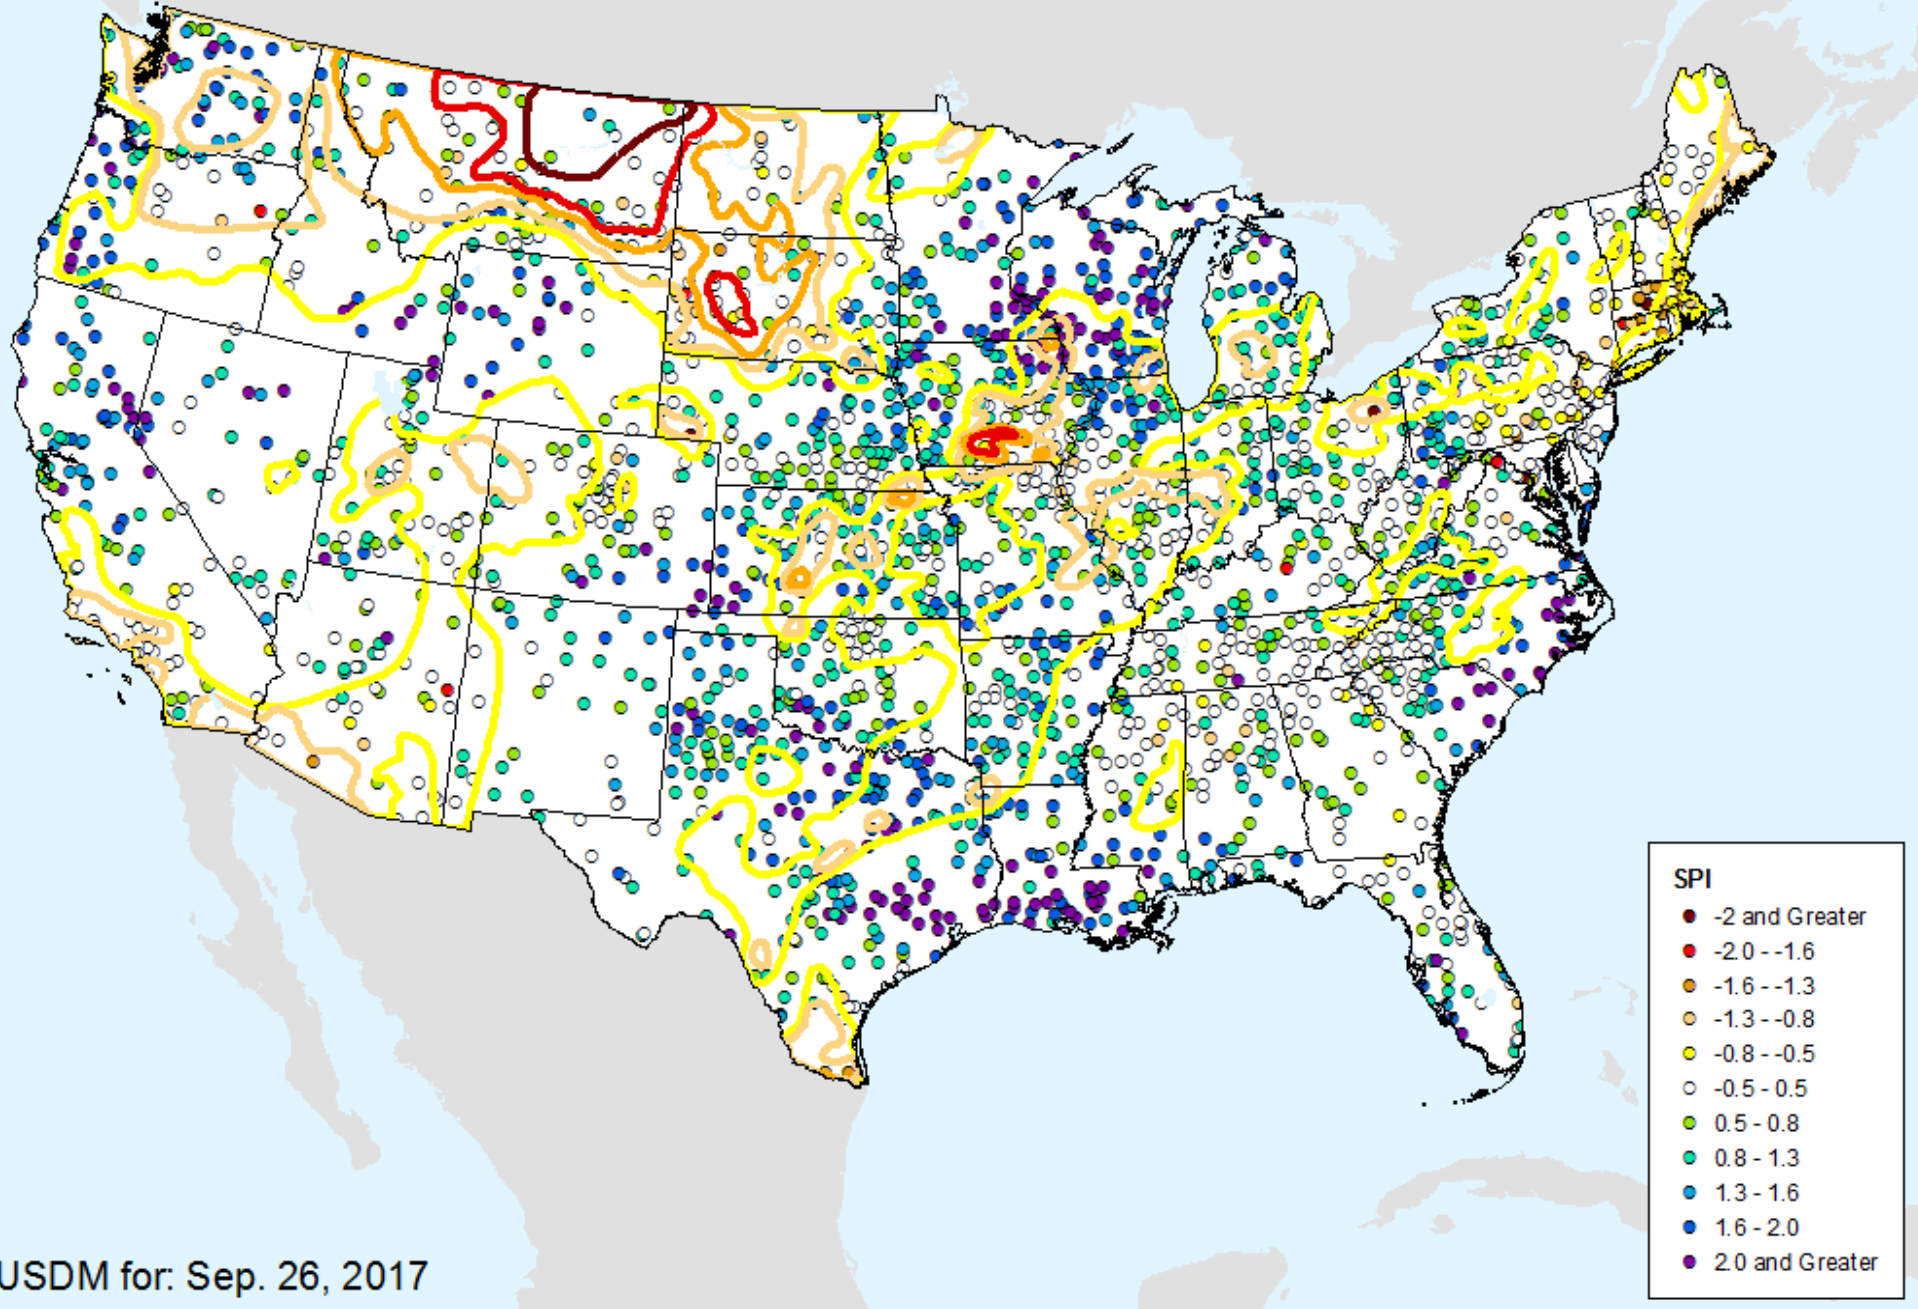 SPI
-2 and Greater
-2.0 - -1.6
-1.6 - -1.3
-1.3 - -0.8
-0.8 - -0.5
-0.5 - 0.5
0.5 - 0.8
0.8 - 1.3
1.3 - 1.6
1.6 - 2.0
2.0 and Greater
USDM for: Sep. 26, 2017